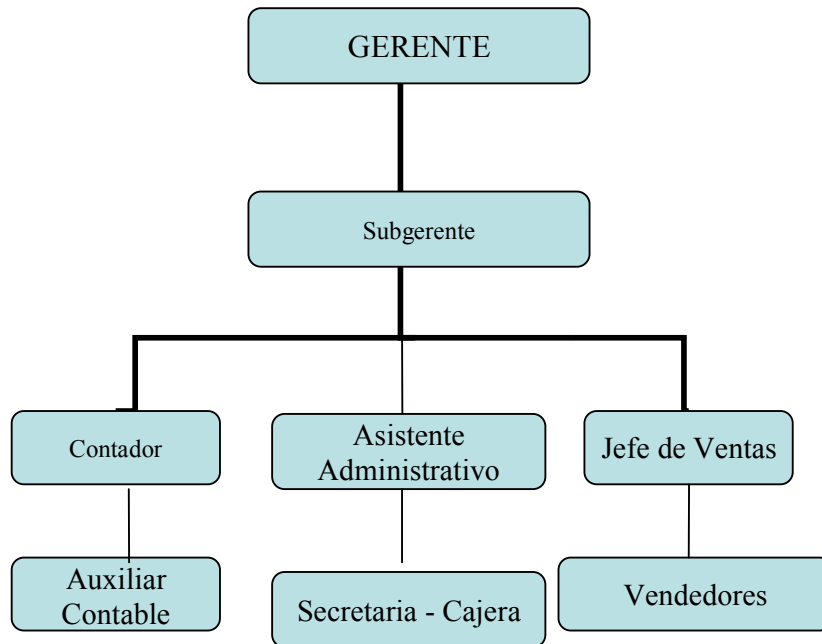 GERENTE
Subgerente
Contador
Asistente
Administrativo
Jefe de Ventas
Auxiliar
Contable
Secretaria - Cajera
Vendedores